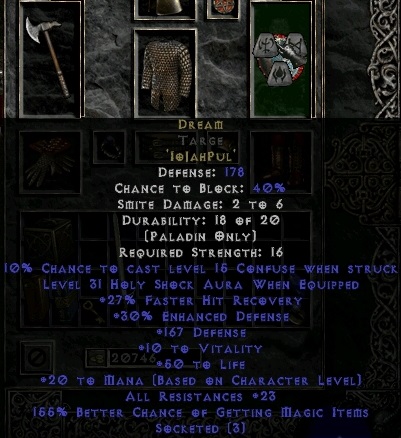 Dream
Targe
'IoJahPul'
Defense: 178
Chance to Block: 40%
Smite Damage: 2 to 6
Durability: 18 of 20
(Paladin Only)
Required Strength: 16
10% Chance to cast level 15 Confuse when struck
Level 31 Holy Shock Aura When Equipped
+27% Faster Hit Recovery
+30% Enhanced Defense
+167 Defense
+10 to Vitality
+50 to Life
+20 to Mana (Based on Character Level)
All Resistances +23
155% Better Chance of Getting Magic Items
Socketed (3)
20746